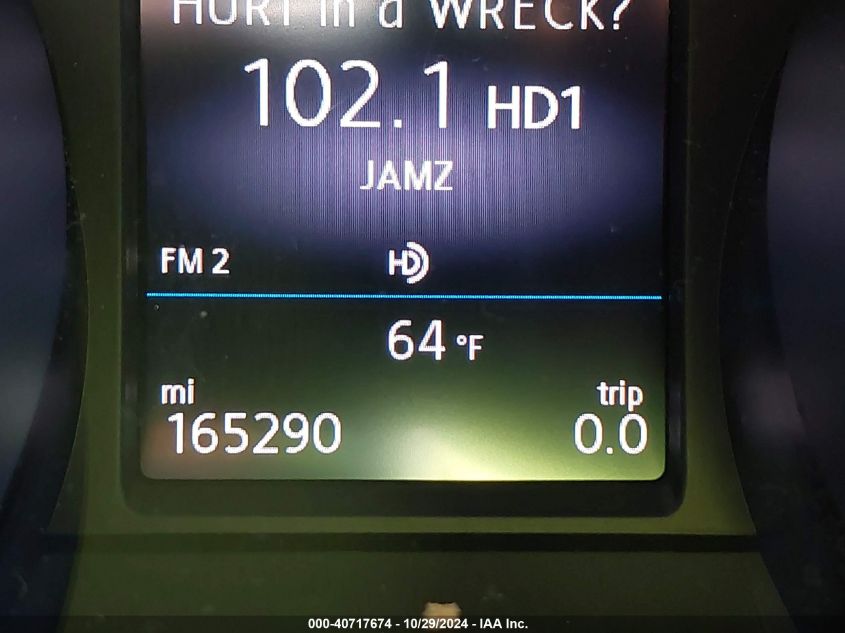 HURT in a WRECK?
102.1 HD1
JAMZ
FM 2 HD
64 °F
mi trip
165290 0.0
000-40717674 - 10/29/2024 - IAA Inc.